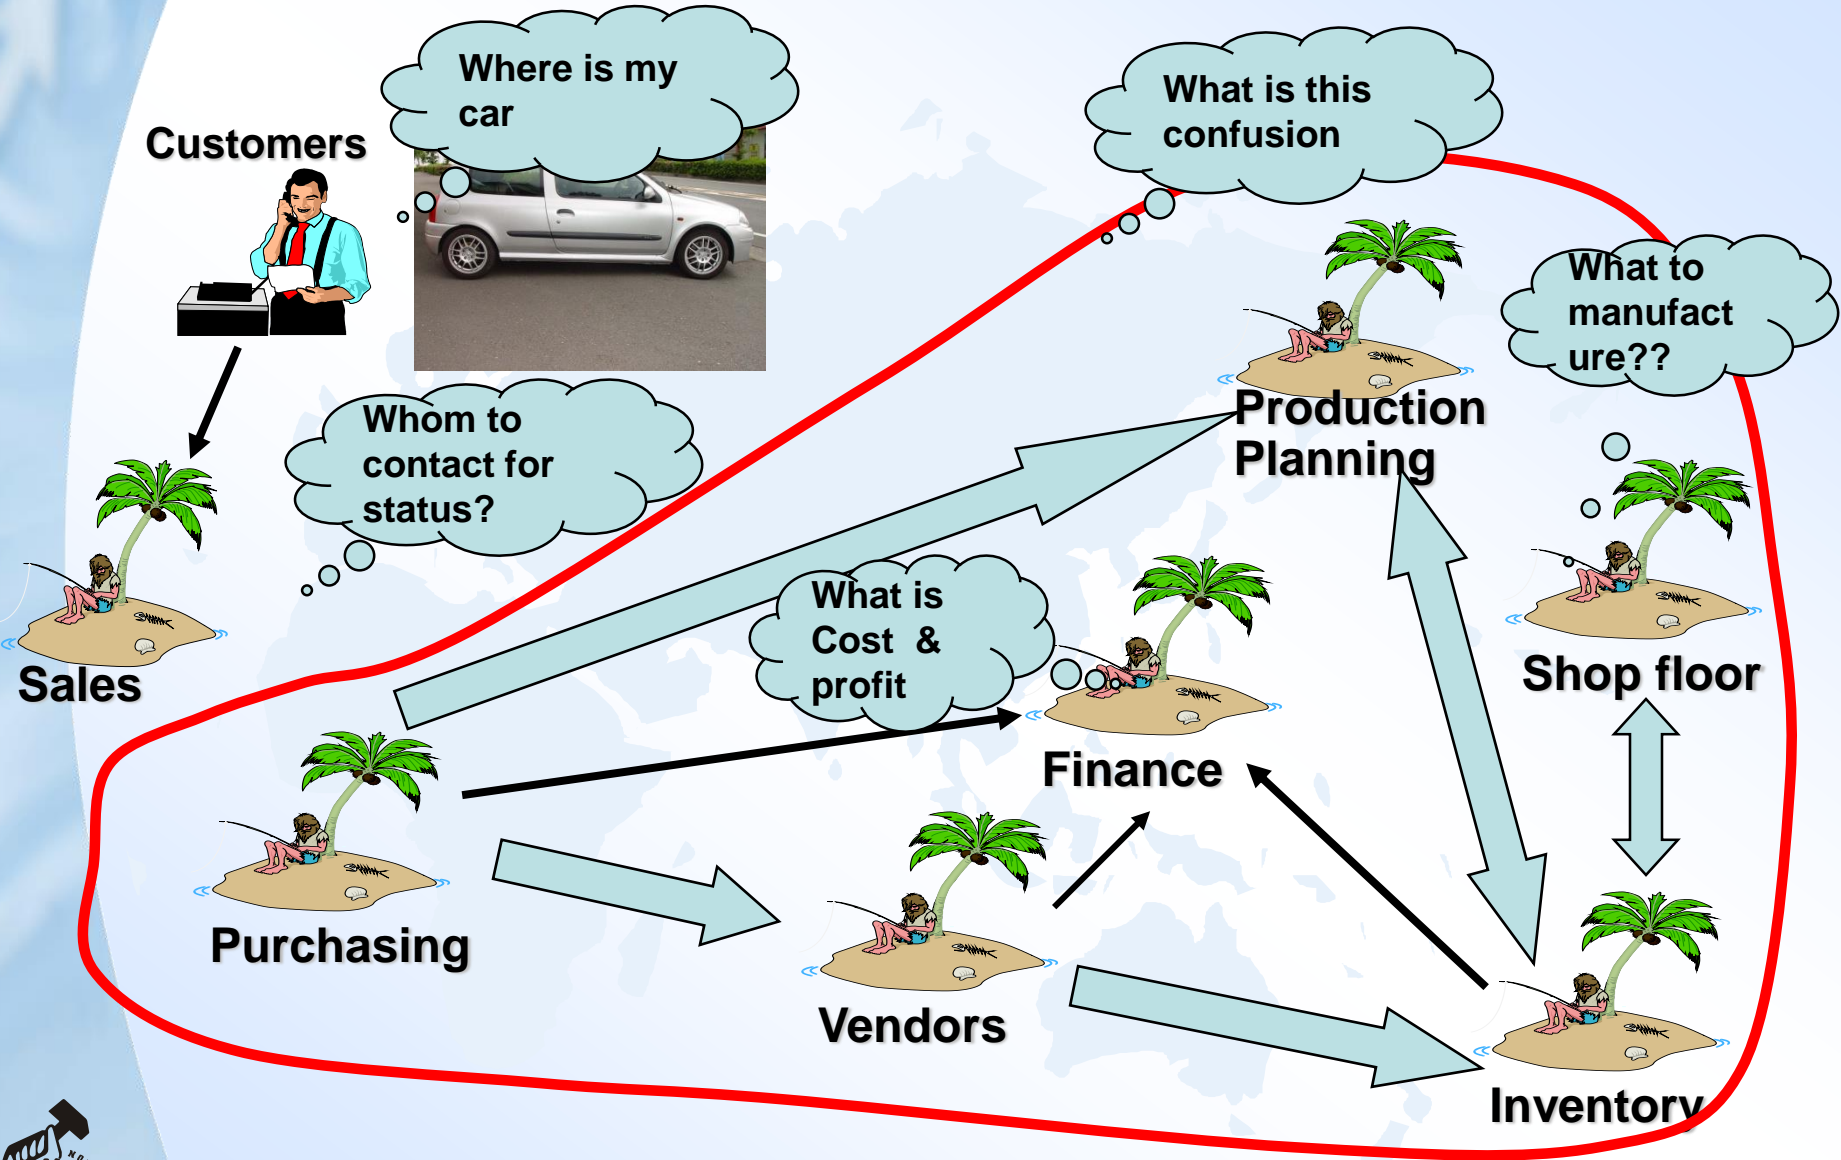 Where is my
car
What is this
confusion
Customers
What to
manufact
ure??
Whom to
contact for
status?
Production
Planning
What is
Cost &
profit
Sales
Shop floor
Finance
Purchasing
Vendors
Inventory